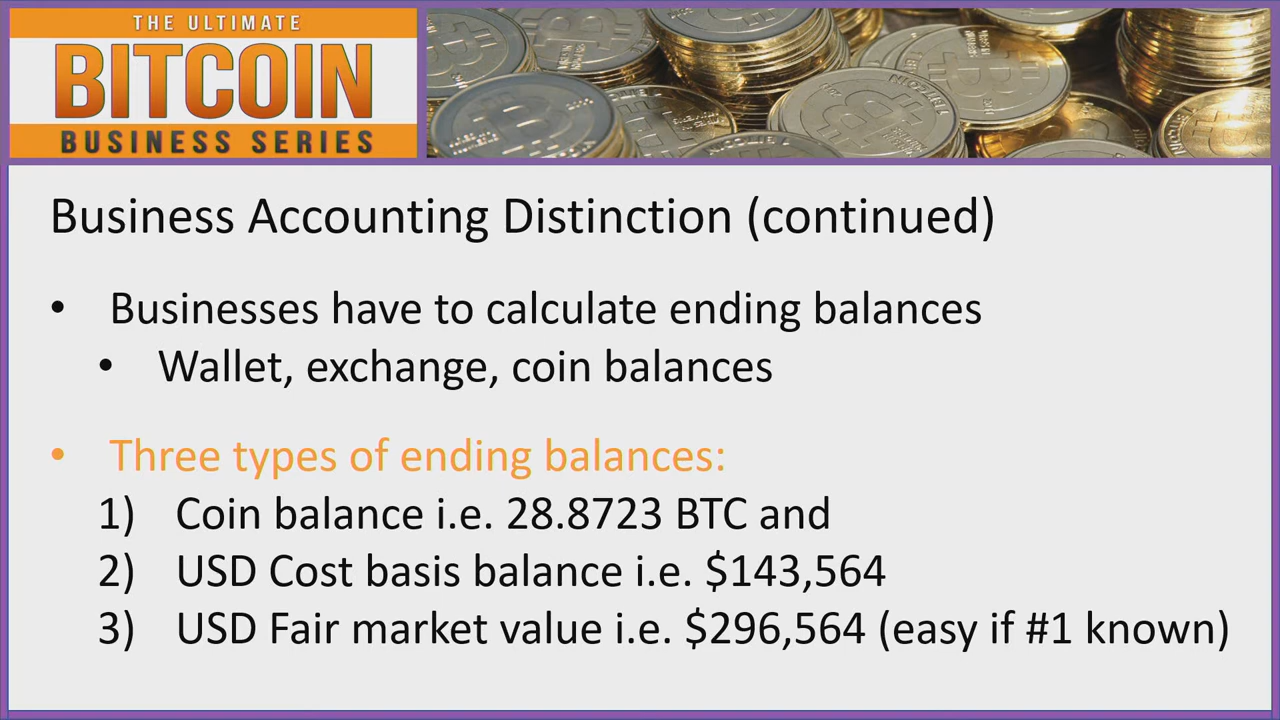 THE ULTIMATE
BITCOIN
BUSINESS SERIES
Business Accounting Distinction (continued)
• Businesses have to calculate ending balances
• Wallet, exchange, coin balances
• Three types of ending balances:
1) Coin balance i.e. 28.8723 BTC and
2) USD Cost basis balance i.e. $143,564
3) USD Fair market value i.e. $296,564 (easy if #1 known)